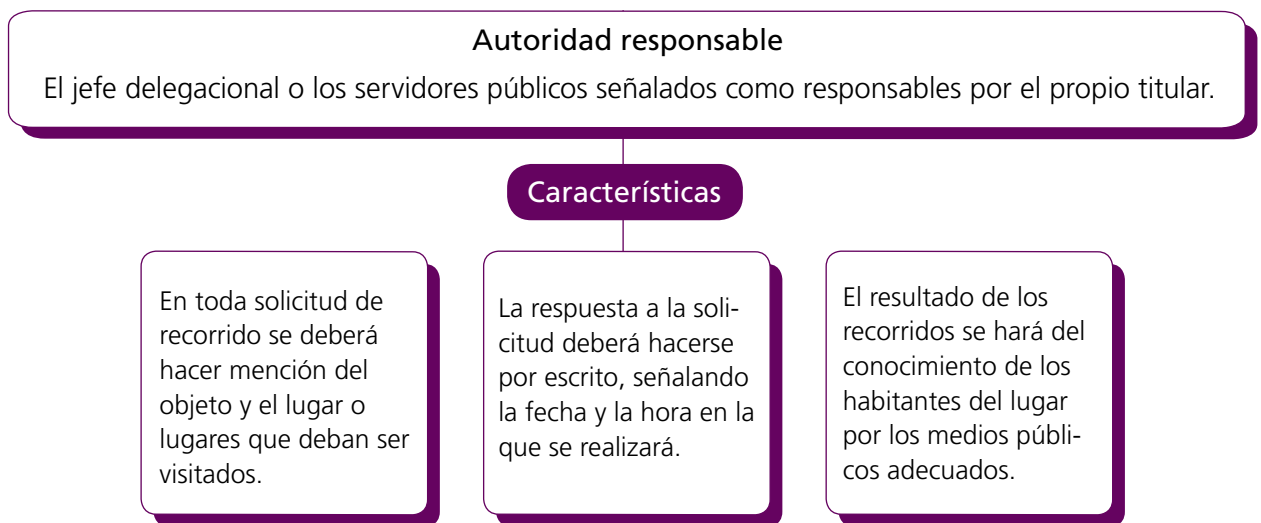 Autoridad responsable
El jefe delegacional o los servidores públicos señalados como responsables por el propio titular.
Características
En toda solicitud de
recorrido se deberá
hacer mención del
objeto y el lugar o
lugares que deban ser
visitados.
La respuesta a la soli-
citud deberá hacerse
por escrito, señalando
la fecha y la hora en la
que se realizará.
El resultado de los
recorridos se hará del
conocimiento de los
habitantes del lugar
por los medios públi-
cos adecuados.